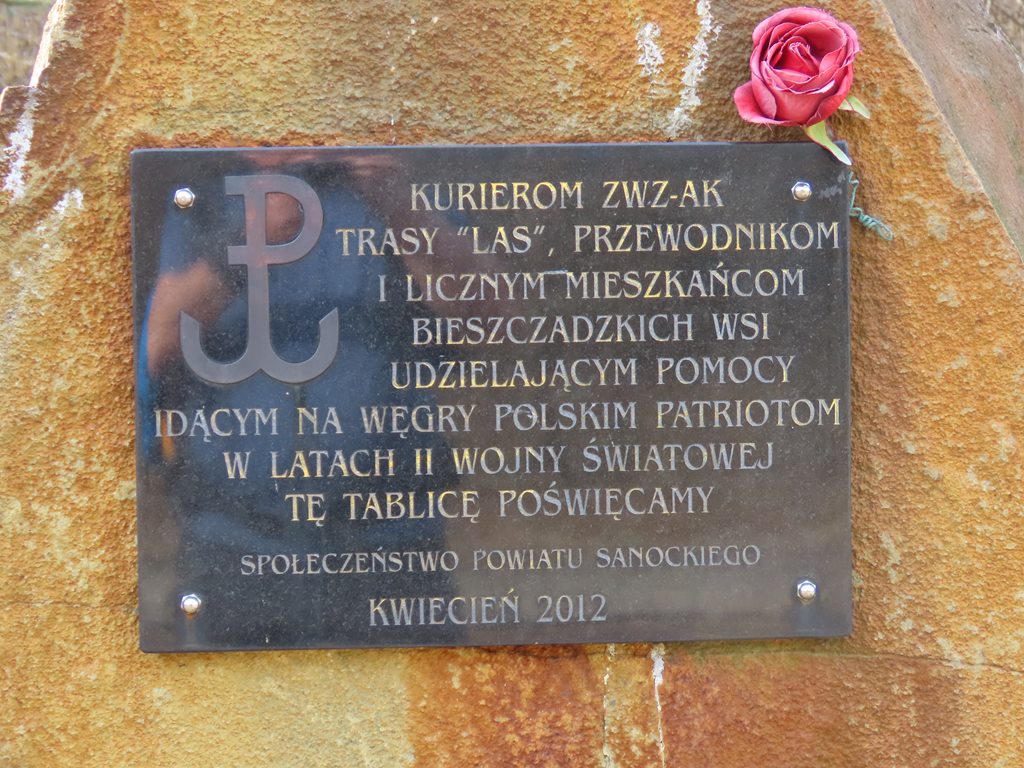 KURIEROM ZWZ-AK
TRASY "LAS", PRZEWODNIKOM
I LICZNYM MIESZKAŃCOM
BIESZCZADZKICH WSI
UDZIELAJĄCYM POMOCY
IDĄCYM NA WĘGRY POLSKIM PATRIOTOM
W LATACH II WOJNY ŚWIATOWEJ
TĘ TABLICĘ POŚWIĘCAMY
SPOŁECZEŃSTWO POWIATU SANOCKIEGO
KWIECIEŃ 2012